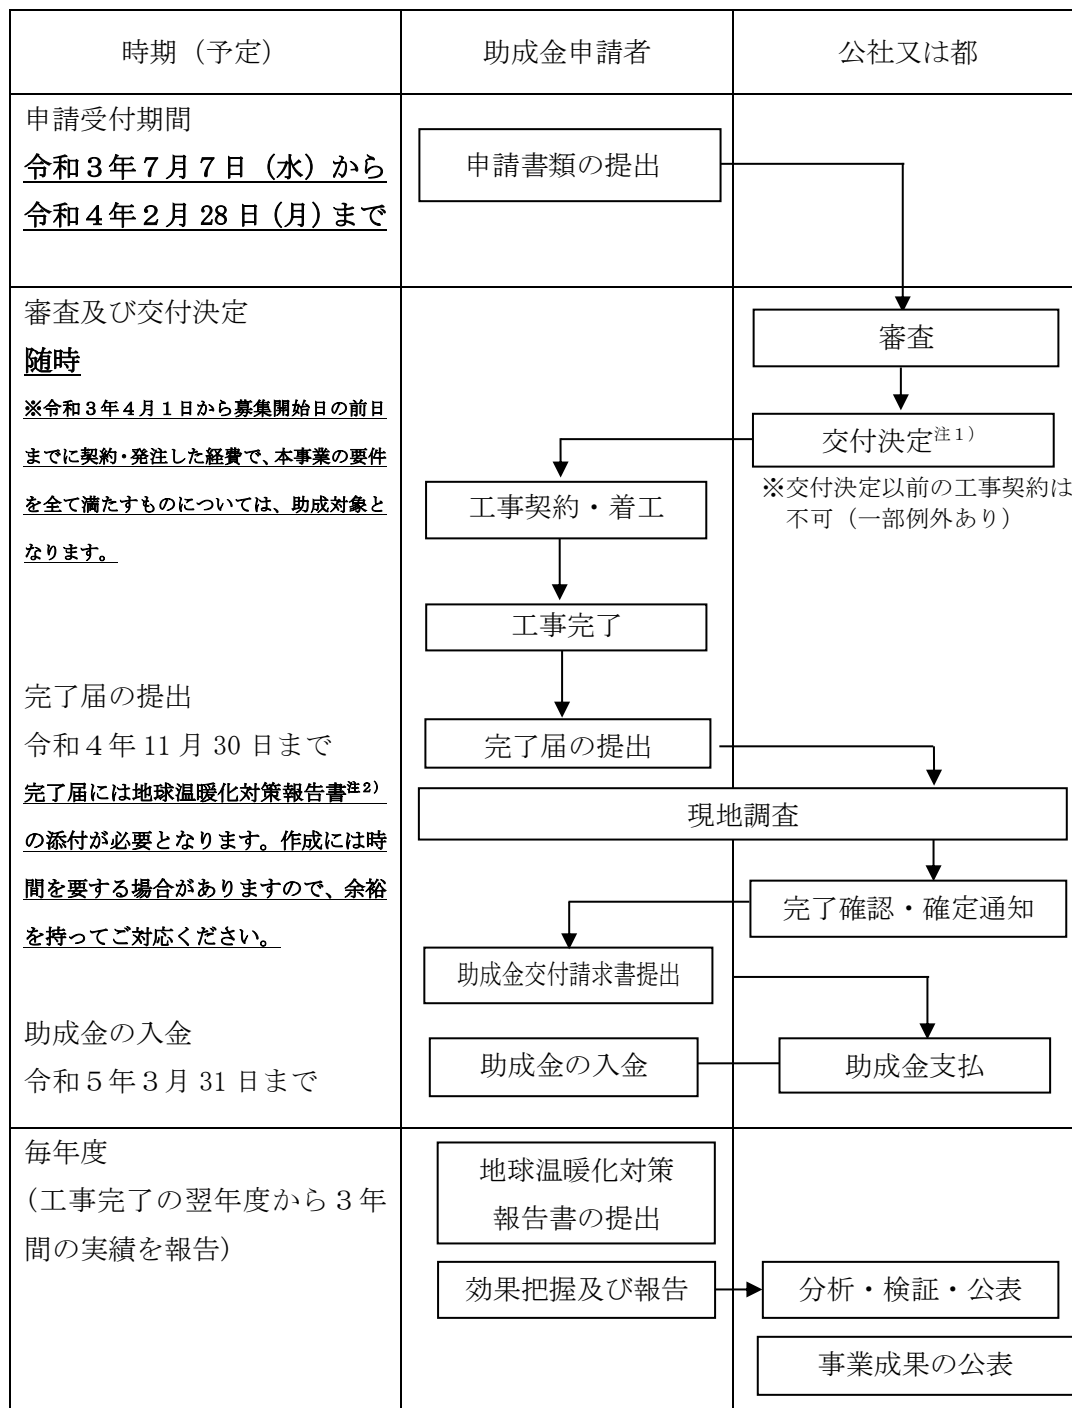 時期（予定）
助成金申請者
公社又は都
申請受付期間
令和３年７月７日（水）から
令和４年２月 28 日（月）まで
申請書類の提出
審査及び交付決定
随時
※令和３年４月１日から募集開始日の前日
までに契約・発注した経費で、本事業の要件
を全て満たすものについては、助成対象と
なります。
審査
交付決定注１）
※交付決定以前の工事契約は
不可（一部例外あり）
工事契約・着工
工事完了
完了届の提出
令和４年 11 月 30 日まで
完了届には地球温暖化対策報告書注２）
の添付が必要となります。作成には時
間を要する場合がありますので、余裕
を持ってご対応ください。
完了届の提出
現地調査
完了確認・確定通知
助成金交付請求書提出
助成金の入金
令和５年３月 31 日まで
助成金の入金
助成金支払
毎年度
（工事完了の翌年度から３年
間の実績を報告）
地球温暖化対策
報告書の提出
効果把握及び報告
分析・検証・公表
事業成果の公表